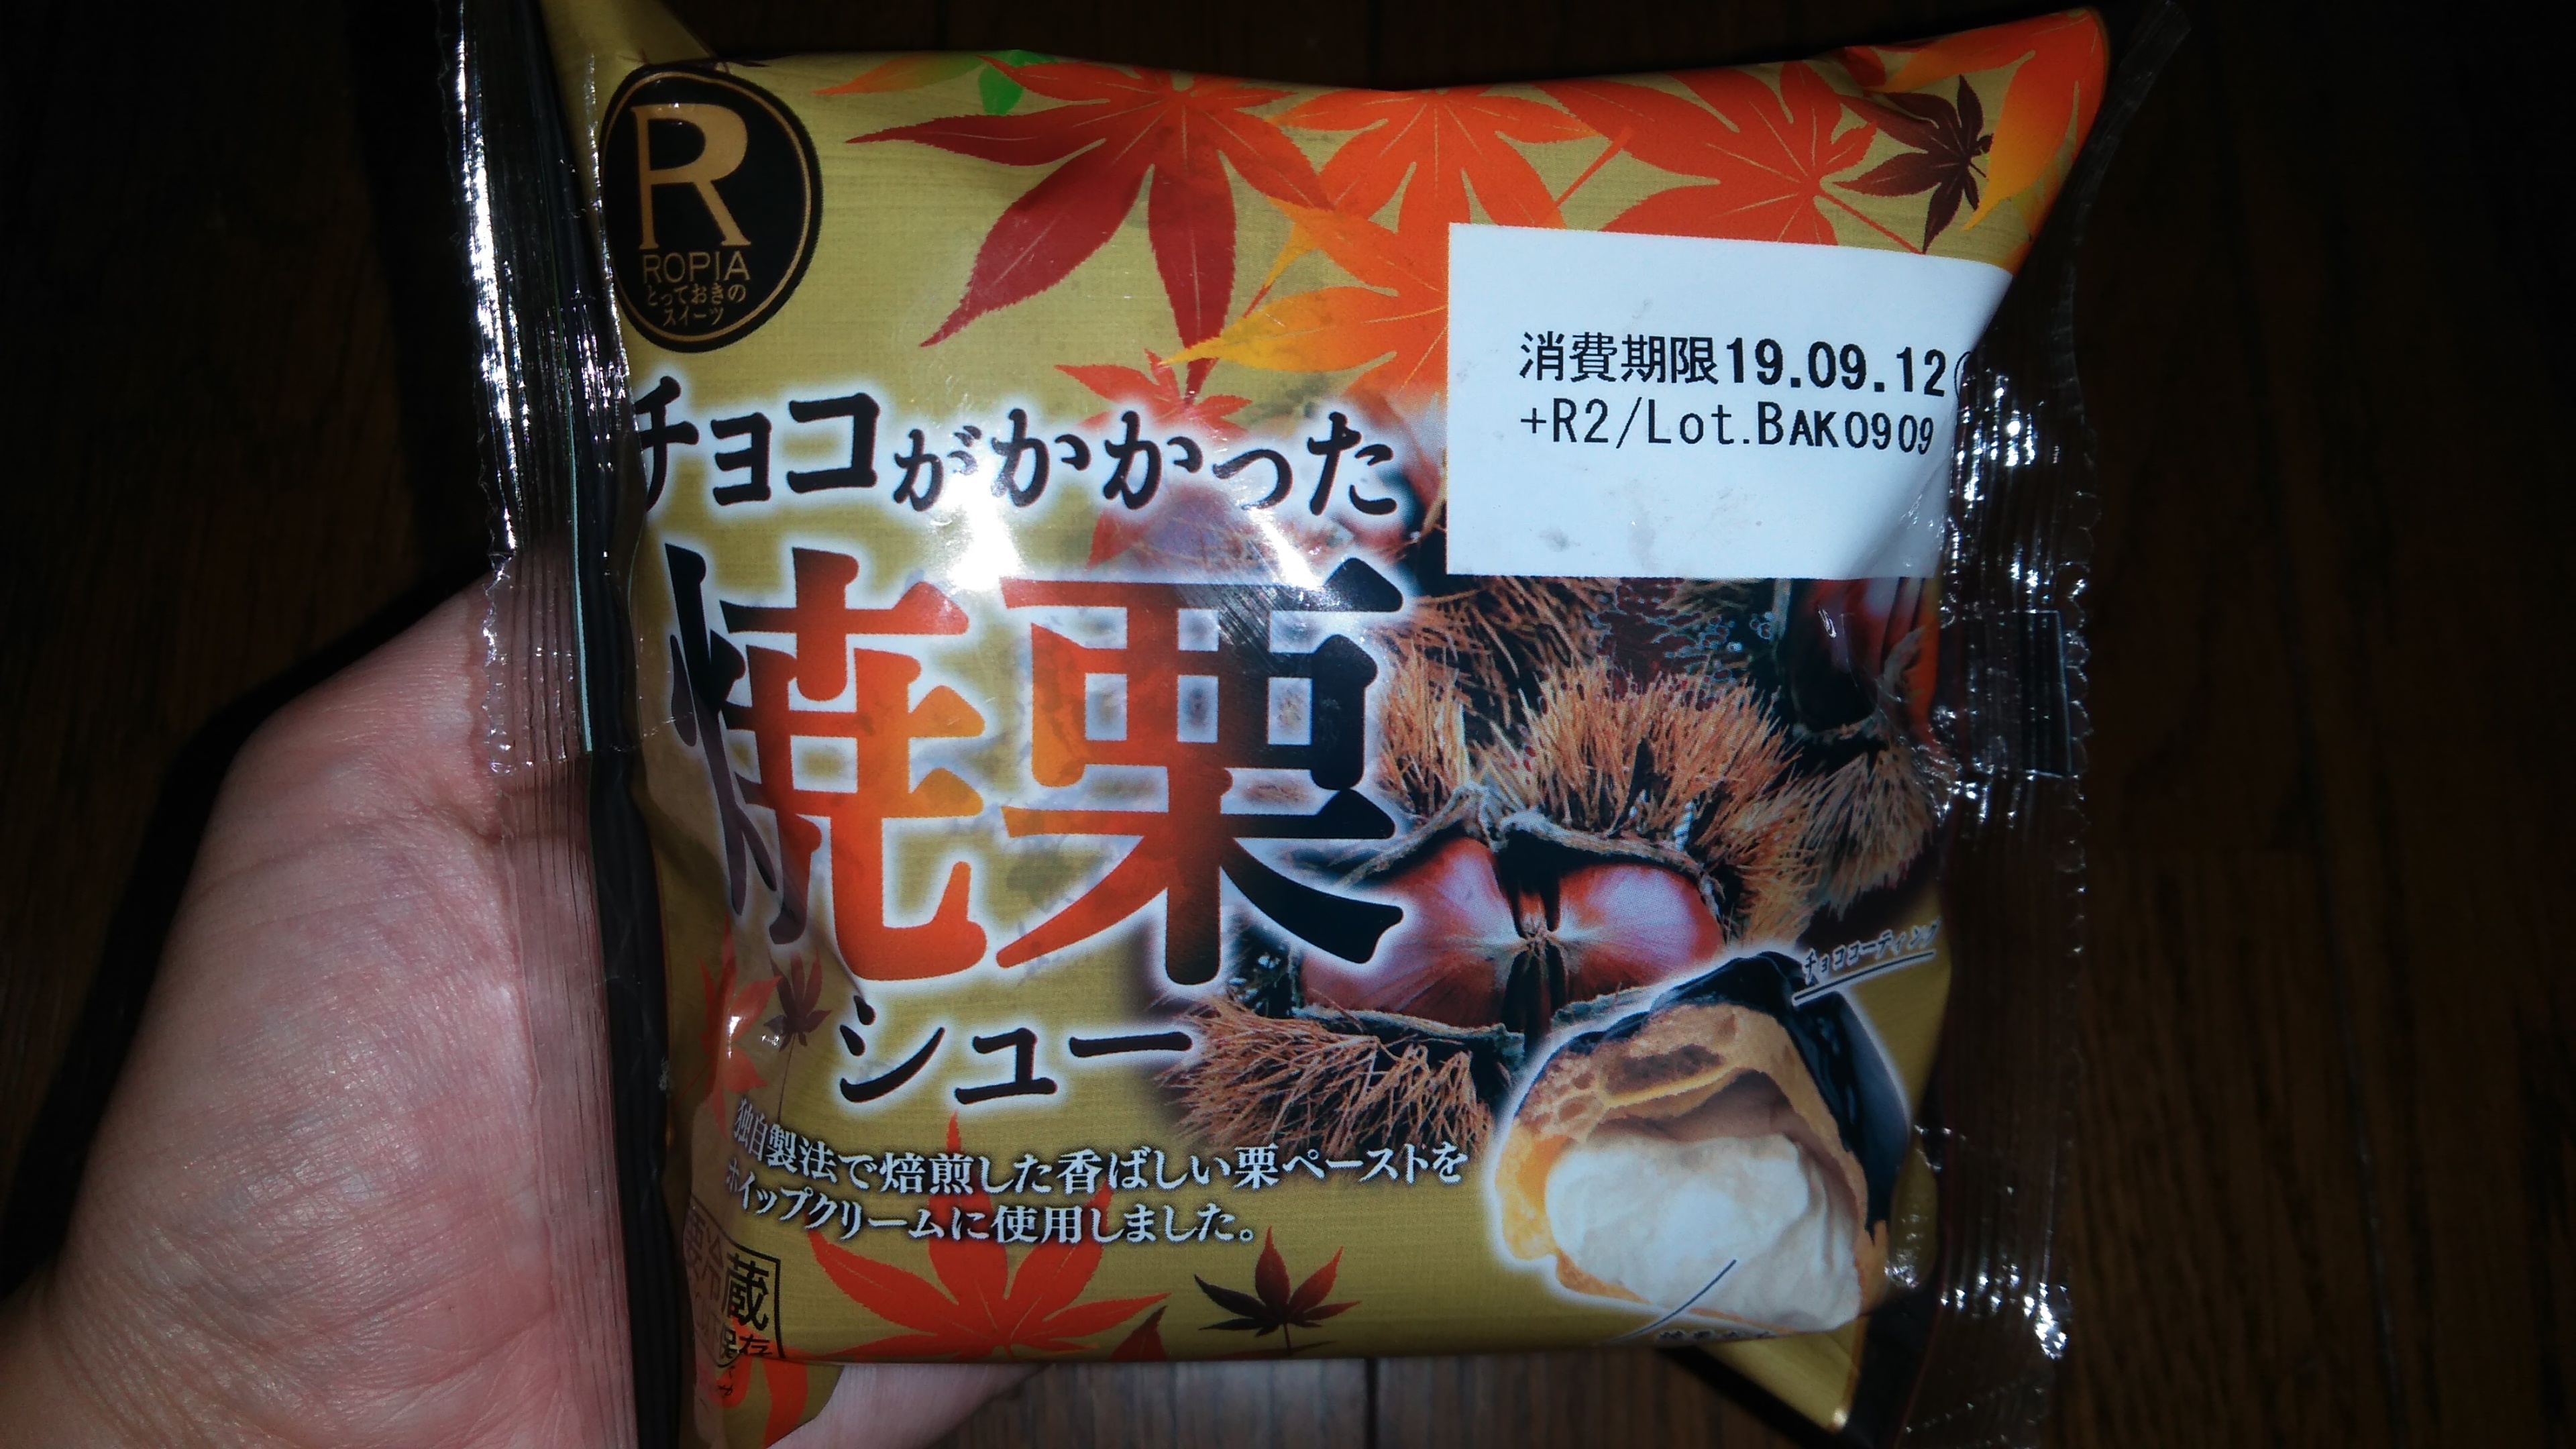 R
ROPIA
とっておきの
スイーツ
消費期限19.09.12
+R2/Lot.BAK0909
チョコがかかった
焼栗
シュー
チョココーティング
独自製法で焙煎した香ばしい栗ペーストを
ホイップクリームに使用しました。
要冷蔵
保存